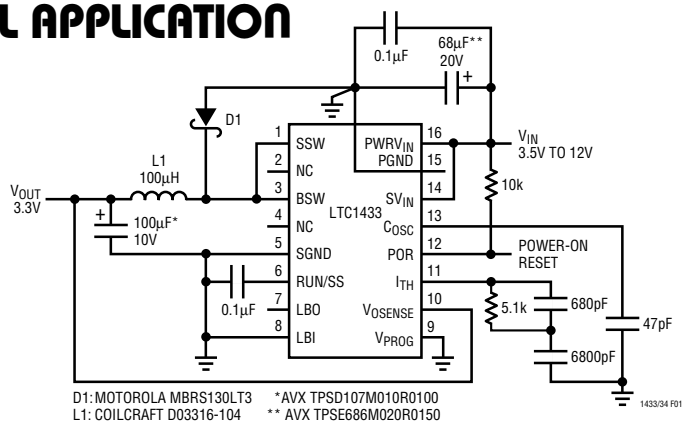 L APPLICATION
0.1µF
68µF**
20V
+
D1
L1
100µH
VOUT
3.3V
+
100µF*
10V
0.1µF
LTC1433
1 SSW
2 NC
3 BSW
4 NC
5 SGND
6 RUN/SS
7 LBO
8 LBI
PWRVIN 16
PGND 15
SVIN 14
COSC 13
POR 12
ITH 11
VOSENSE 10
VPROG 9
VIN
3.5V TO 12V
10k
POWER-ON
RESET
5.1k
680pF
6800pF
47pF
D1: MOTOROLA MBRS130LT3 *AVX TPSD107M010R0100
L1: COILCRAFT D03316-104 ** AVX TPSE686M020R0150
1433/34 F01